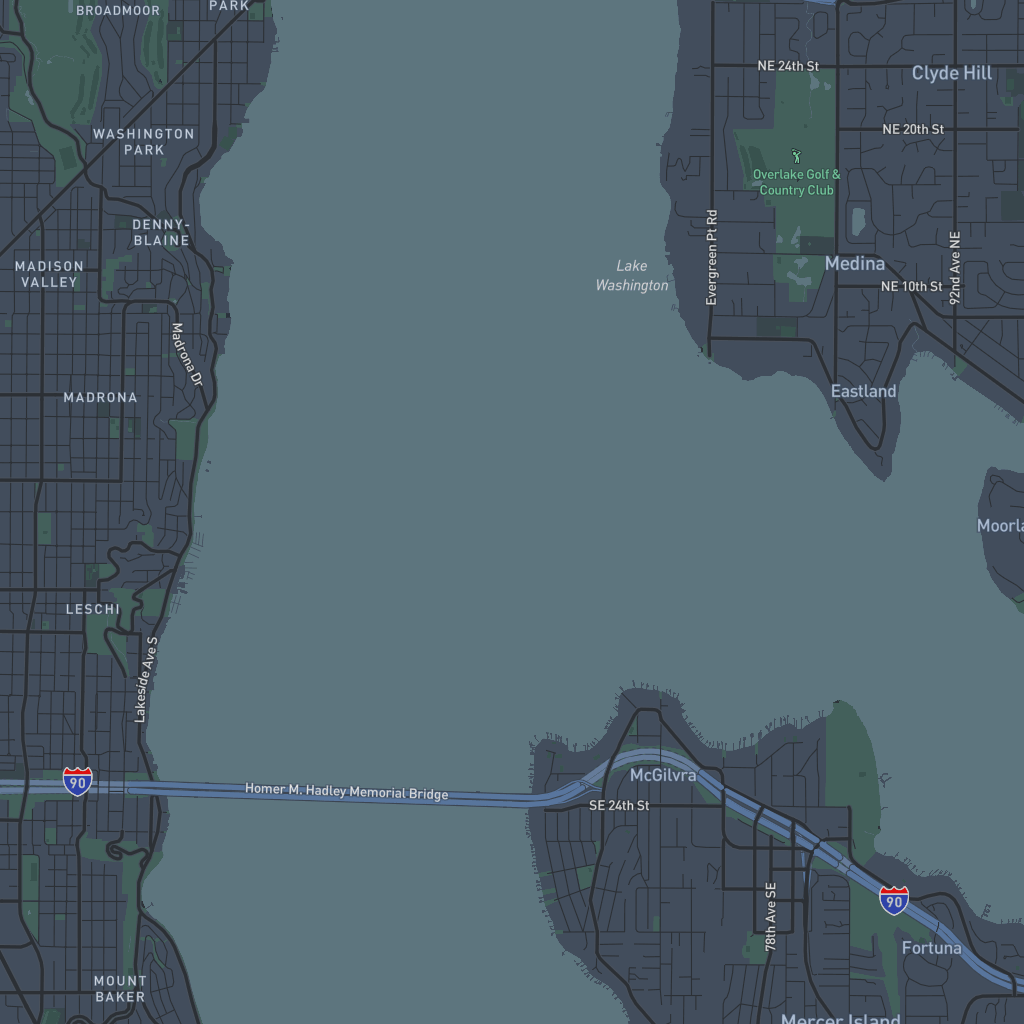 BROADMOOR
PARK
NE 24th St
Clyde Hill
NE 20th St
WASHINGTON
PARK
Overlake Golf &
Country Club
DENNY-
BLAINE
Evergreen Pt Rd
92nd Ave NE
MADISON
VALLEY
Lake
Washington
Medina
NE 10th St
Madrona Dr
MADRONA
Eastland
Moorla
LESCHI
Lakeside Ave S
90
McGilvra
Homer M. Hadley Memorial Bridge
SE 24th St
78th Ave SE
90
Fortuna
MOUNT
BAKER
Mercer Island